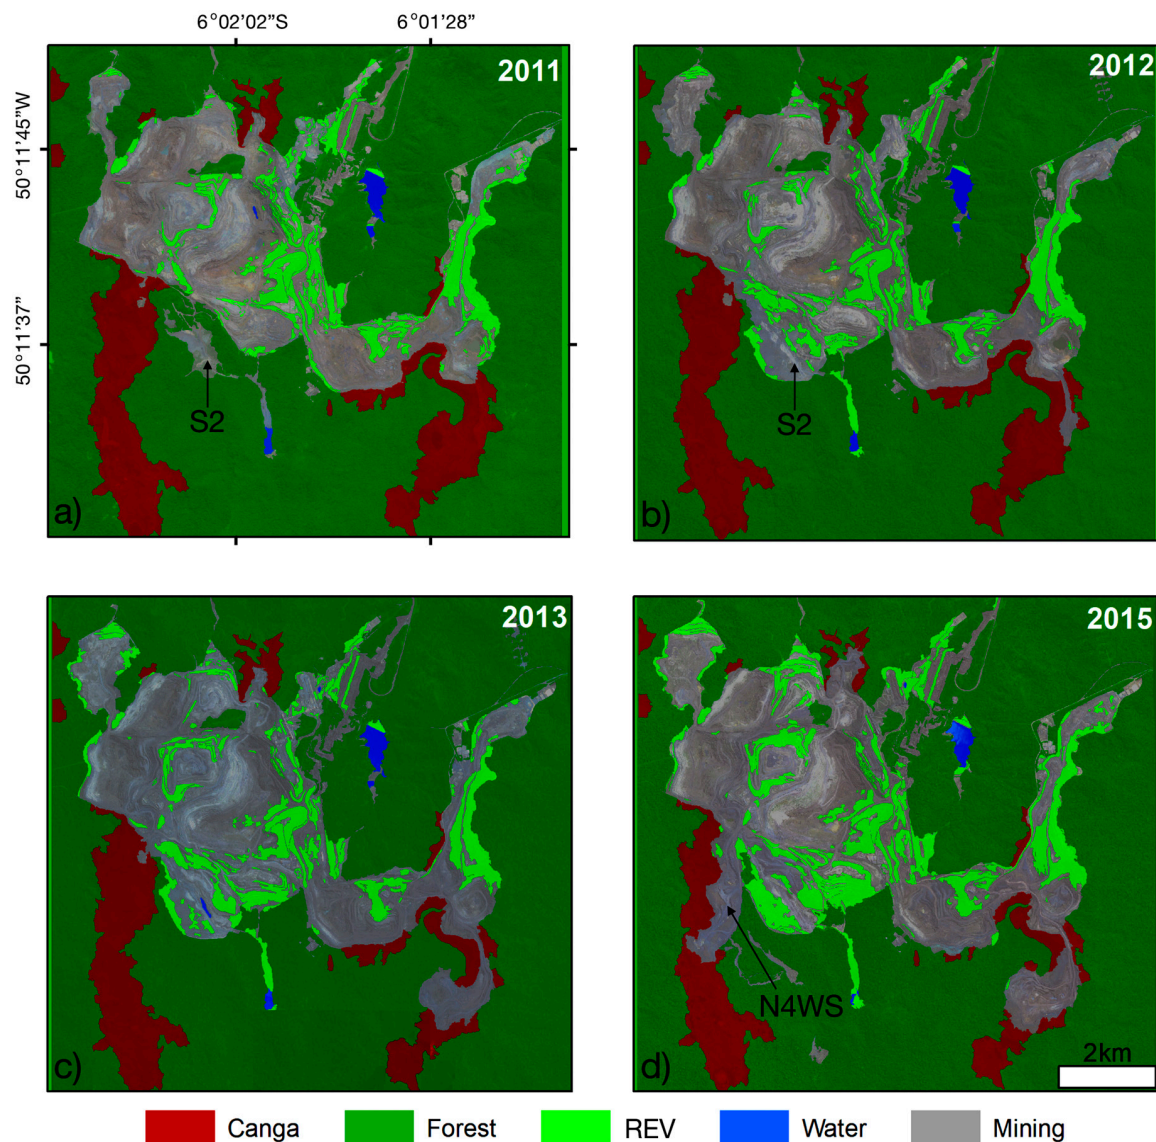 6°02'02”S 6°01'28”
2011
2012
50°11'45”W
50°11'37”
S2
S2
a)
b)
2013
2015
N4WS
c)
d)
2km
Canga Forest REV Water Mining